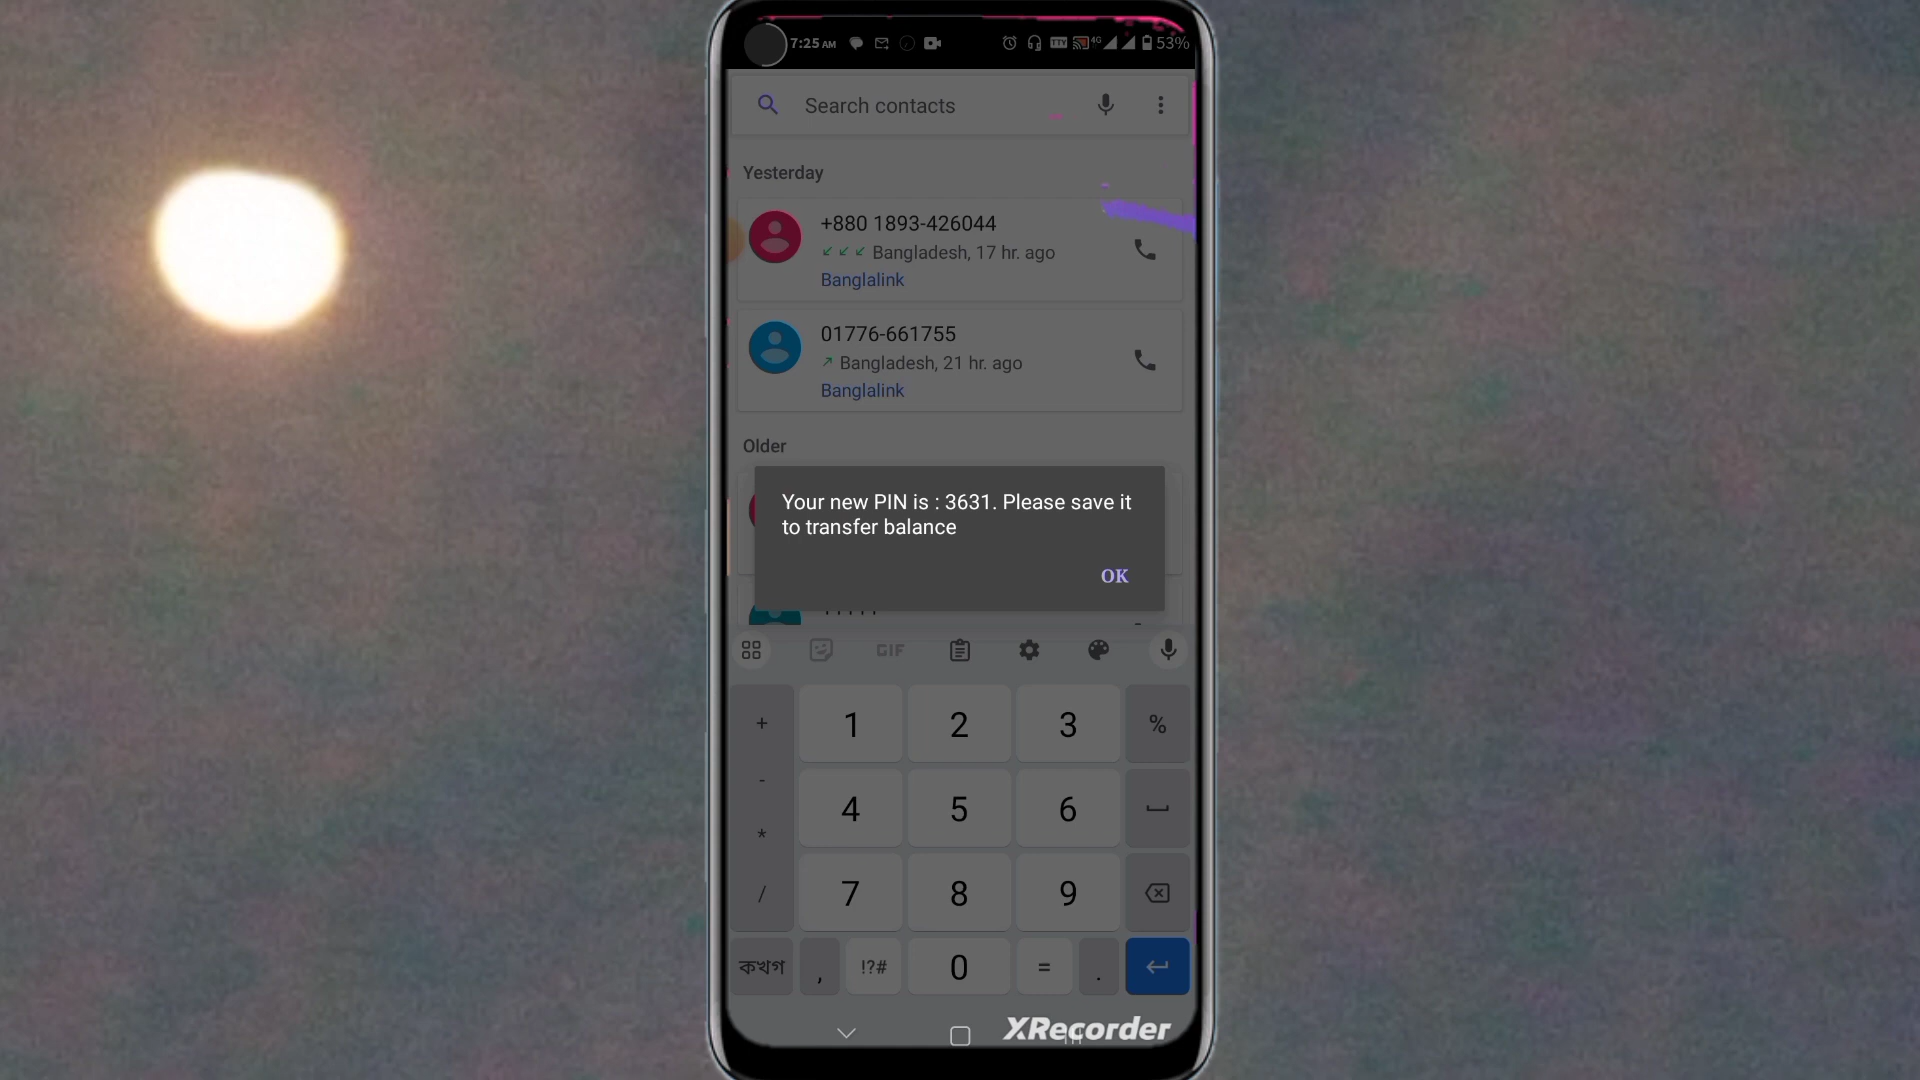 7:25 AM
TTY
4G
53%
Search contacts
Yesterday
+880 1893-426044
Bangladesh, 17 hr. ago
Banglalink
01776-661755
Bangladesh, 21 hr. ago
Banglalink
Older
Your new PIN is : 3631. Please save it
to transfer balance
OK
GIF
+ 1 2 3 %
- 4 5 6
*
/ 7 8 9
কখগ , !?# 0 = .
XRecorder